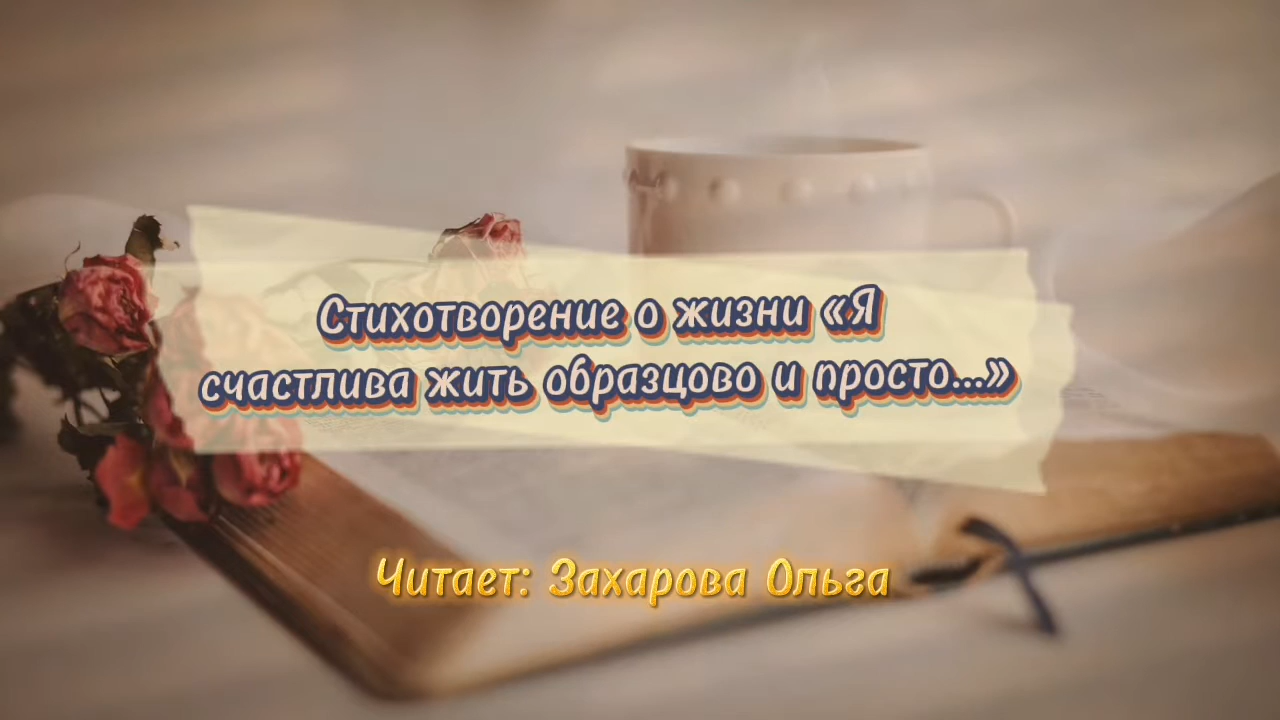 Стихотворение о жизни «Я
счастлива жить образцово и просто...»
Читает: Захарова Ольга